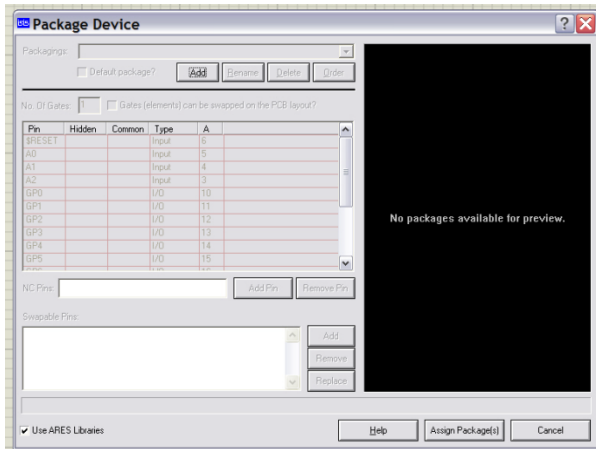 Package Device
Packagings:
Default package? Add Rename Delete Order
No. Of Gates: 1 Gates (elements) can be swapped on the PCB layout?
Pin Hidden Common Type A
$RESET Input 6
A0 Input 5
A1 Input 4
A2 Input 3
GP0 I/O 10
GP1 I/O 11
GP2 I/O 12
GP3 I/O 13
GP4 I/O 14
GP5 I/O 15
No packages available for preview.
NC Pins: Add Pin Remove Pin
Swapable Pins:
Add
Remove
Replace
Use ARES Libraries Help Assign Package(s) Cancel